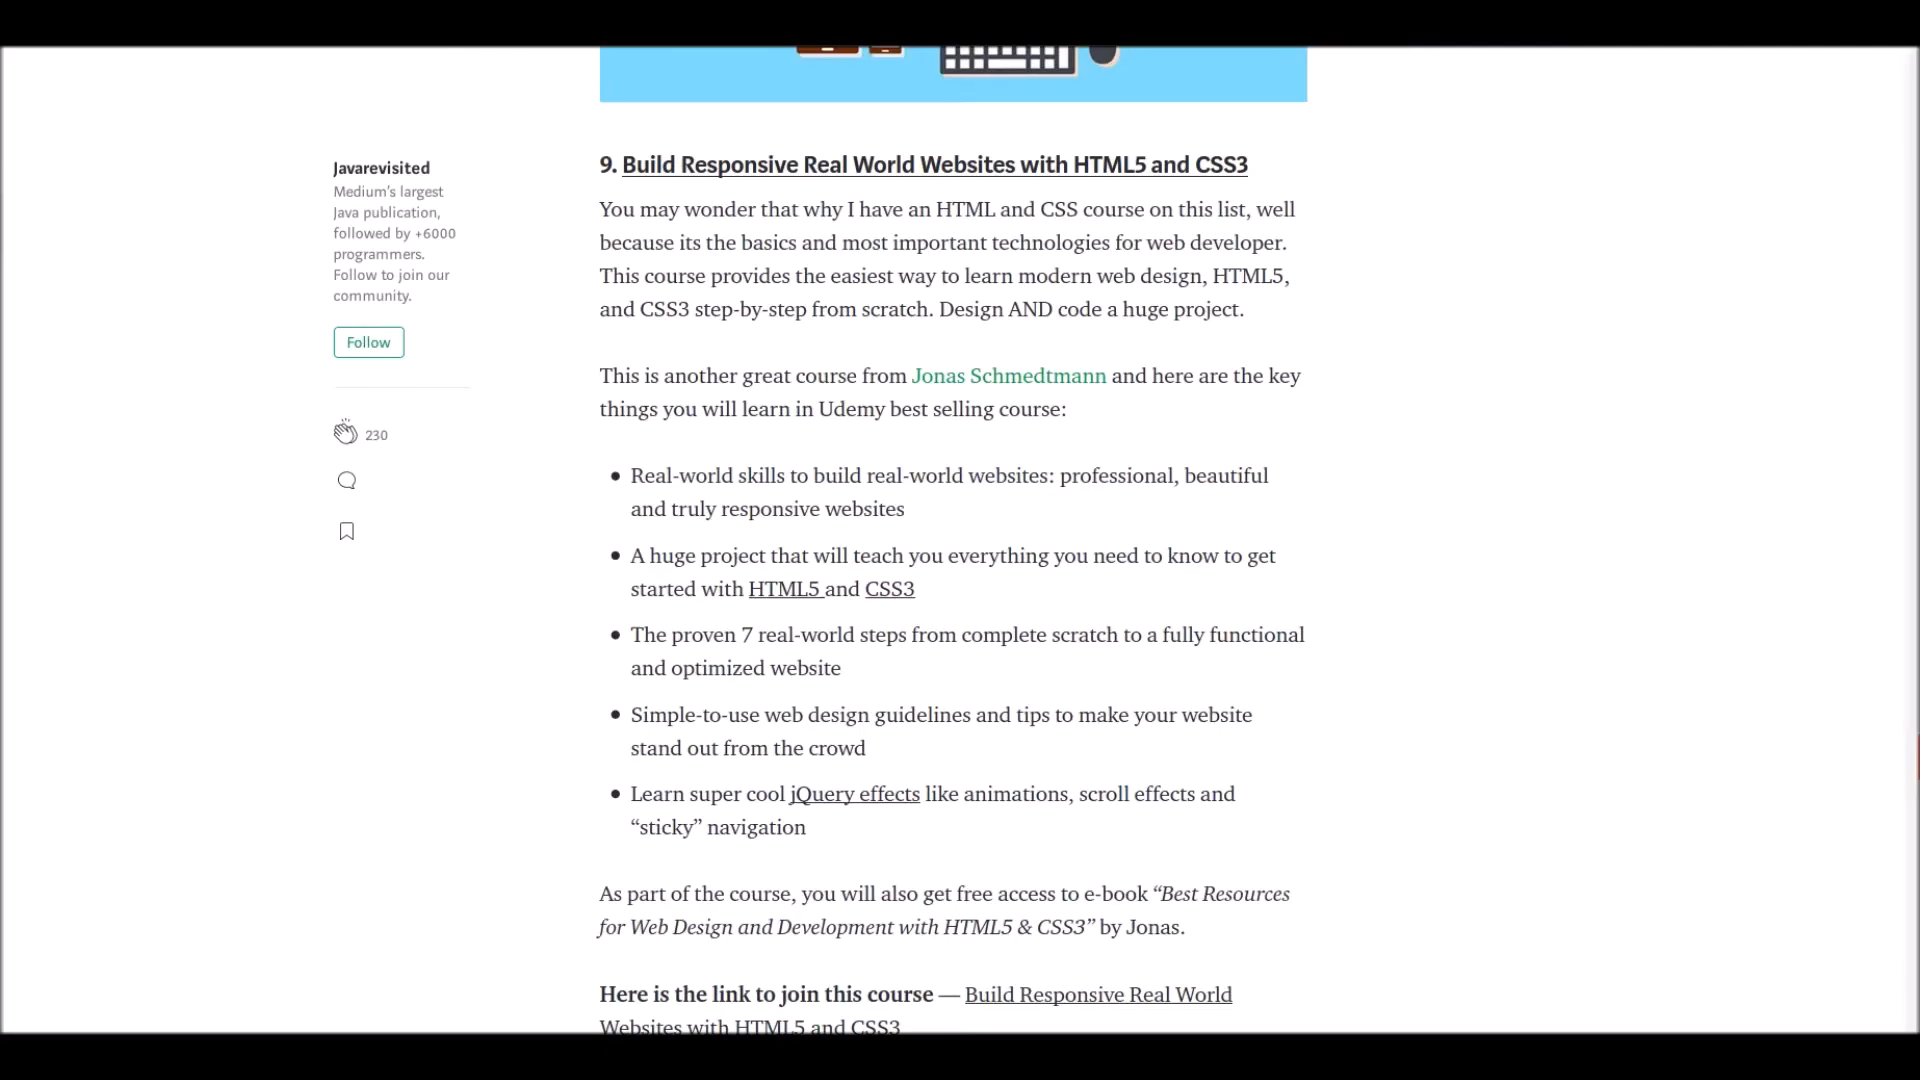 9. Build Responsive Real World Websites with HTML5 and CSS3
Javarevisited
Medium's largest
Java publication,
followed by +6000
programmers.
Follow to join our
community.
Follow
230
You may wonder that why I have an HTML and CSS course on this list, well
because its the basics and most important technologies for web developer.
This course provides the easiest way to learn modern web design, HTML5,
and CSS3 step-by-step from scratch. Design AND code a huge project.
This is another great course from Jonas Schmedtmann and here are the key
things you will learn in Udemy best selling course:
● Real-world skills to build real-world websites: professional, beautiful
and truly responsive websites
● A huge project that will teach you everything you need to know to get
started with HTML5 and CSS3
● The proven 7 real-world steps from complete scratch to a fully functional
and optimized website
● Simple-to-use web design guidelines and tips to make your website
stand out from the crowd
● Learn super cool jQuery effects like animations, scroll effects and
“sticky” navigation
As part of the course, you will also get free access to e-book “Best Resources
for Web Design and Development with HTML5 & CSS3” by Jonas.
Here is the link to join this course — Build Responsive Real World
Websites with HTML5 and CSS3